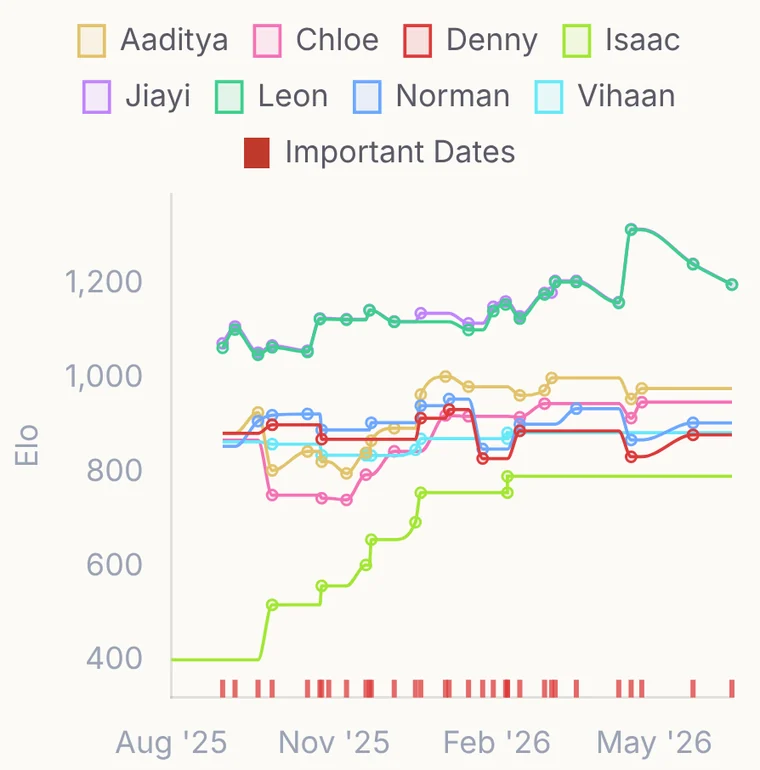 Aaditya Chloe Denny Isaac
Jiayi Leon Norman Vihaan
Important Dates
Elo
1,200
1,000
800
600
400
Aug '25 Nov '25 Feb '26 May '26